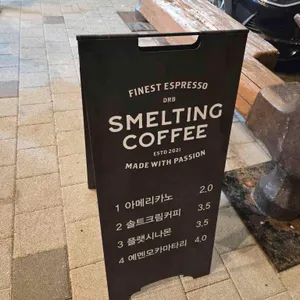 FINEST ESPRESSO
DRB
SMELTING
COFFEE
ESTD 2021
MADE WITH PASSION
1 아메리카노 2.0
2 솔트크림커피 3.5
3 플랫시나몬 3.5
4 예멘모카마타리 4.0